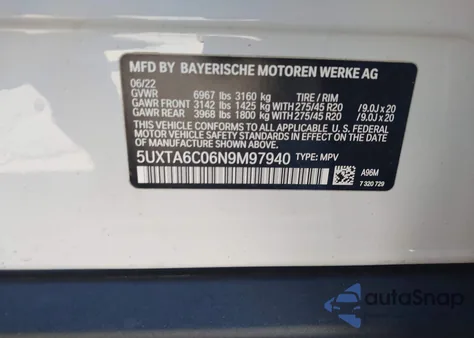 MFD BY BAYERISCHE MOTOREN WERKE AG
06/22
GVWR 6967 lbs 3160 kg TIRE / RIM
GAWR FRONT 3142 lbs 1425 kg WITH 275/45 R20 / 9.0J x 20
GAWR REAR 3968 lbs 1800 kg WITH 275/45 R20 / 9.0J x 20
THIS VEHICLE CONFORMS TO ALL APPLICABLE FEDERAL
MOTOR VEHICLE SAFETY STANDARDS IN EFFECT ON THE
DATE OF MANUFACTURE SHOWN ABOVE.
5UXTA6C06N9M97940 TYPE: MPV
A96M
7 320 729
autoSnap